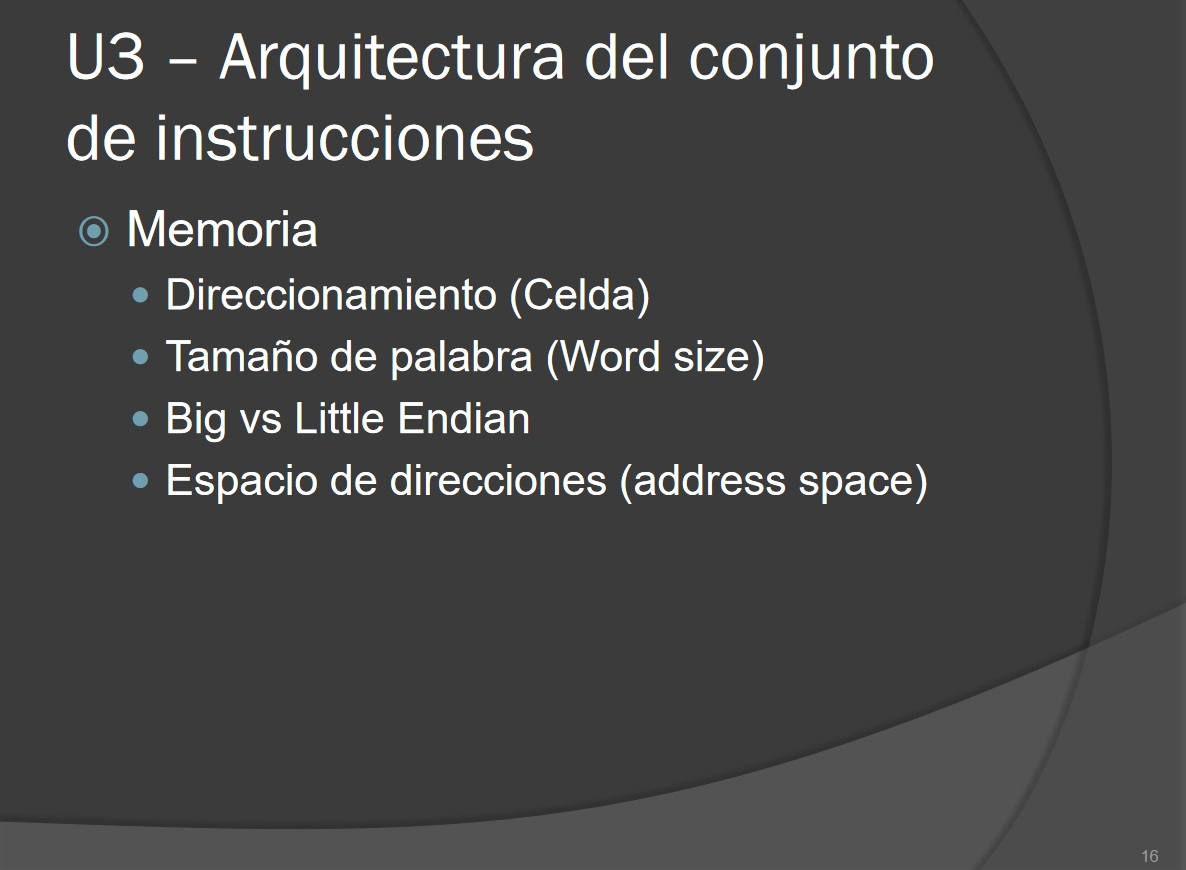 U3 – Arquitectura del conjunto
de instrucciones
Memoria
Direccionamiento (Celda)
Tamaño de palabra (Word size)
Big vs Little Endian
Espacio de direcciones (address space)
16